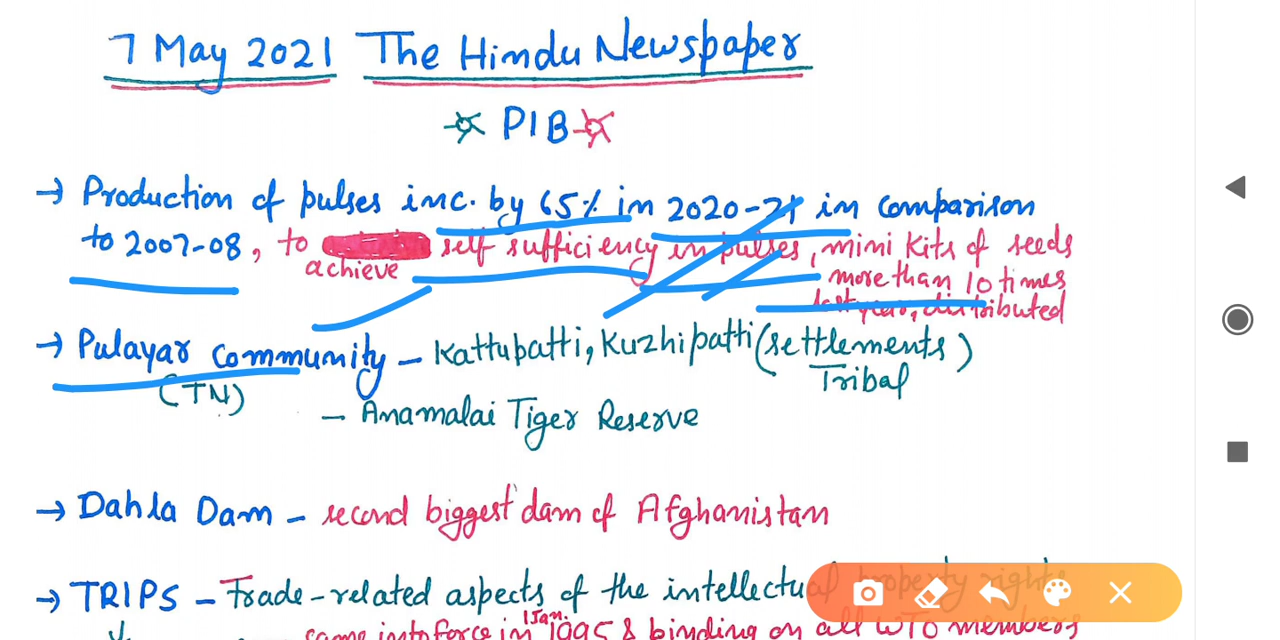 7 May 2021 The Hindu Newspaper
PIB
→ Production of pulses inc. by 65% in 2020-21 in comparison
to 2007-08, to achieve self sufficiency in pulses, mini kits of seeds
more than 10 times
last year, distributed
→ Pulayar community – Kattupatti, Kuzhipatti (settlements)
(TN) Tribal
– Anamalai Tiger Reserve
→ Dahla Dam – second biggest dam of Afghanistan
→ TRIPS – Trade-related aspects of the intellectual property rights
came into force in 1 Jan. 1995 & binding on all WTO members